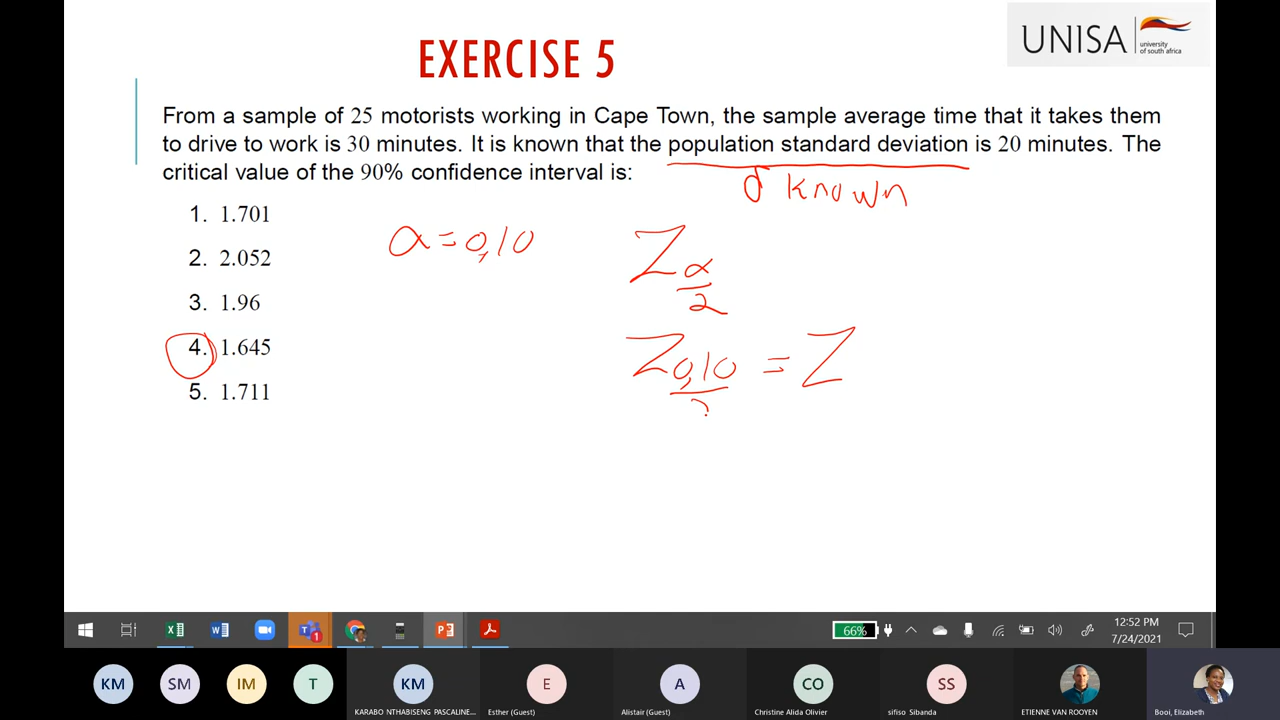 EXERCISE 5
UNISA
university
of south africa
From a sample of 25 motorists working in Cape Town, the sample average time that it takes them
to drive to work is 30 minutes. It is known that the population standard deviation is 20 minutes. The
critical value of the 90% confidence interval is:
σ known
1. 1.701
α = 0,10
Z α/2
2. 2.052
3. 1.96
4. 1.645
Z 0,10/2 = Z
5. 1.711
66%
12:52 PM
7/24/2021
KM
SM
IM
T
KM
E
A
CO
SS
KARABO NTHABISENG PASCALINE...
Esther (Guest)
Alistair (Guest)
Christine Alida Olivier
sifiso Sibanda
ETIENNE VAN ROOYEN
Booi, Elizabeth